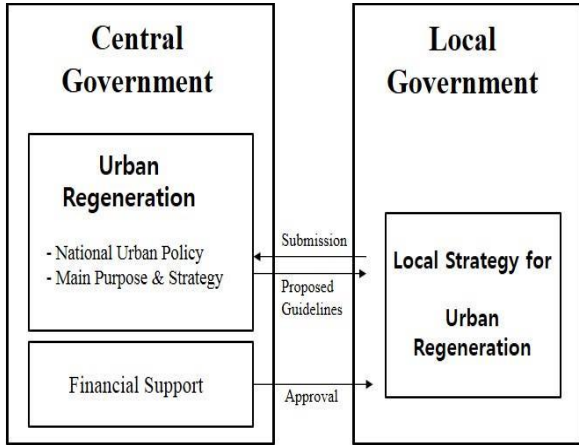 Central
Government
Urban
Regeneration
- National Urban Policy
- Main Purpose & Strategy
Financial Support
Submission
Proposed
Guidelines
Approval
Local
Government
Local Strategy for
Urban
Regeneration